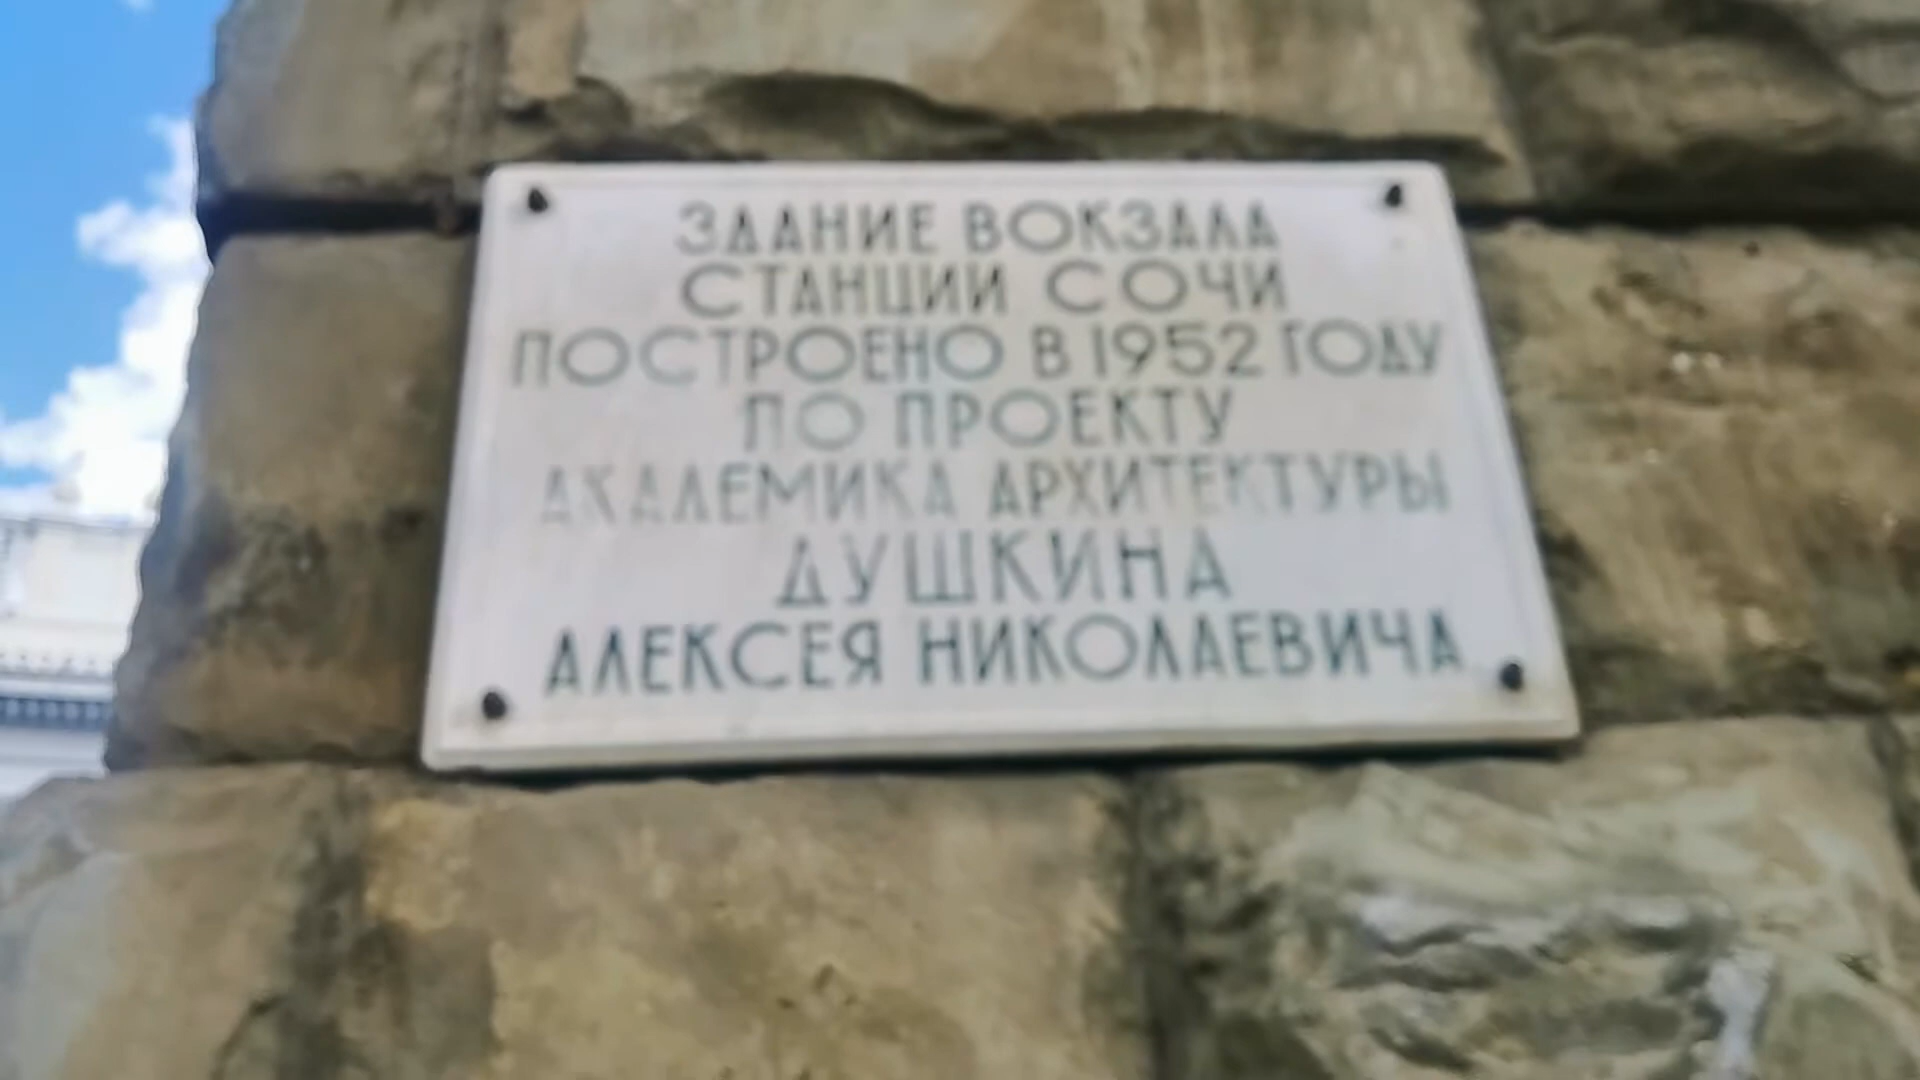 ЗДАНИЕ ВОКЗАЛА
СТАНЦИИ СОЧИ
ПОСТРОЕНО В 1952 ГОДУ
ПО ПРОЕКТУ
АКАДЕМИКА АРХИТЕКТУРЫ
ДУШКИНА
АЛЕКСЕЯ НИКОЛАЕВИЧА